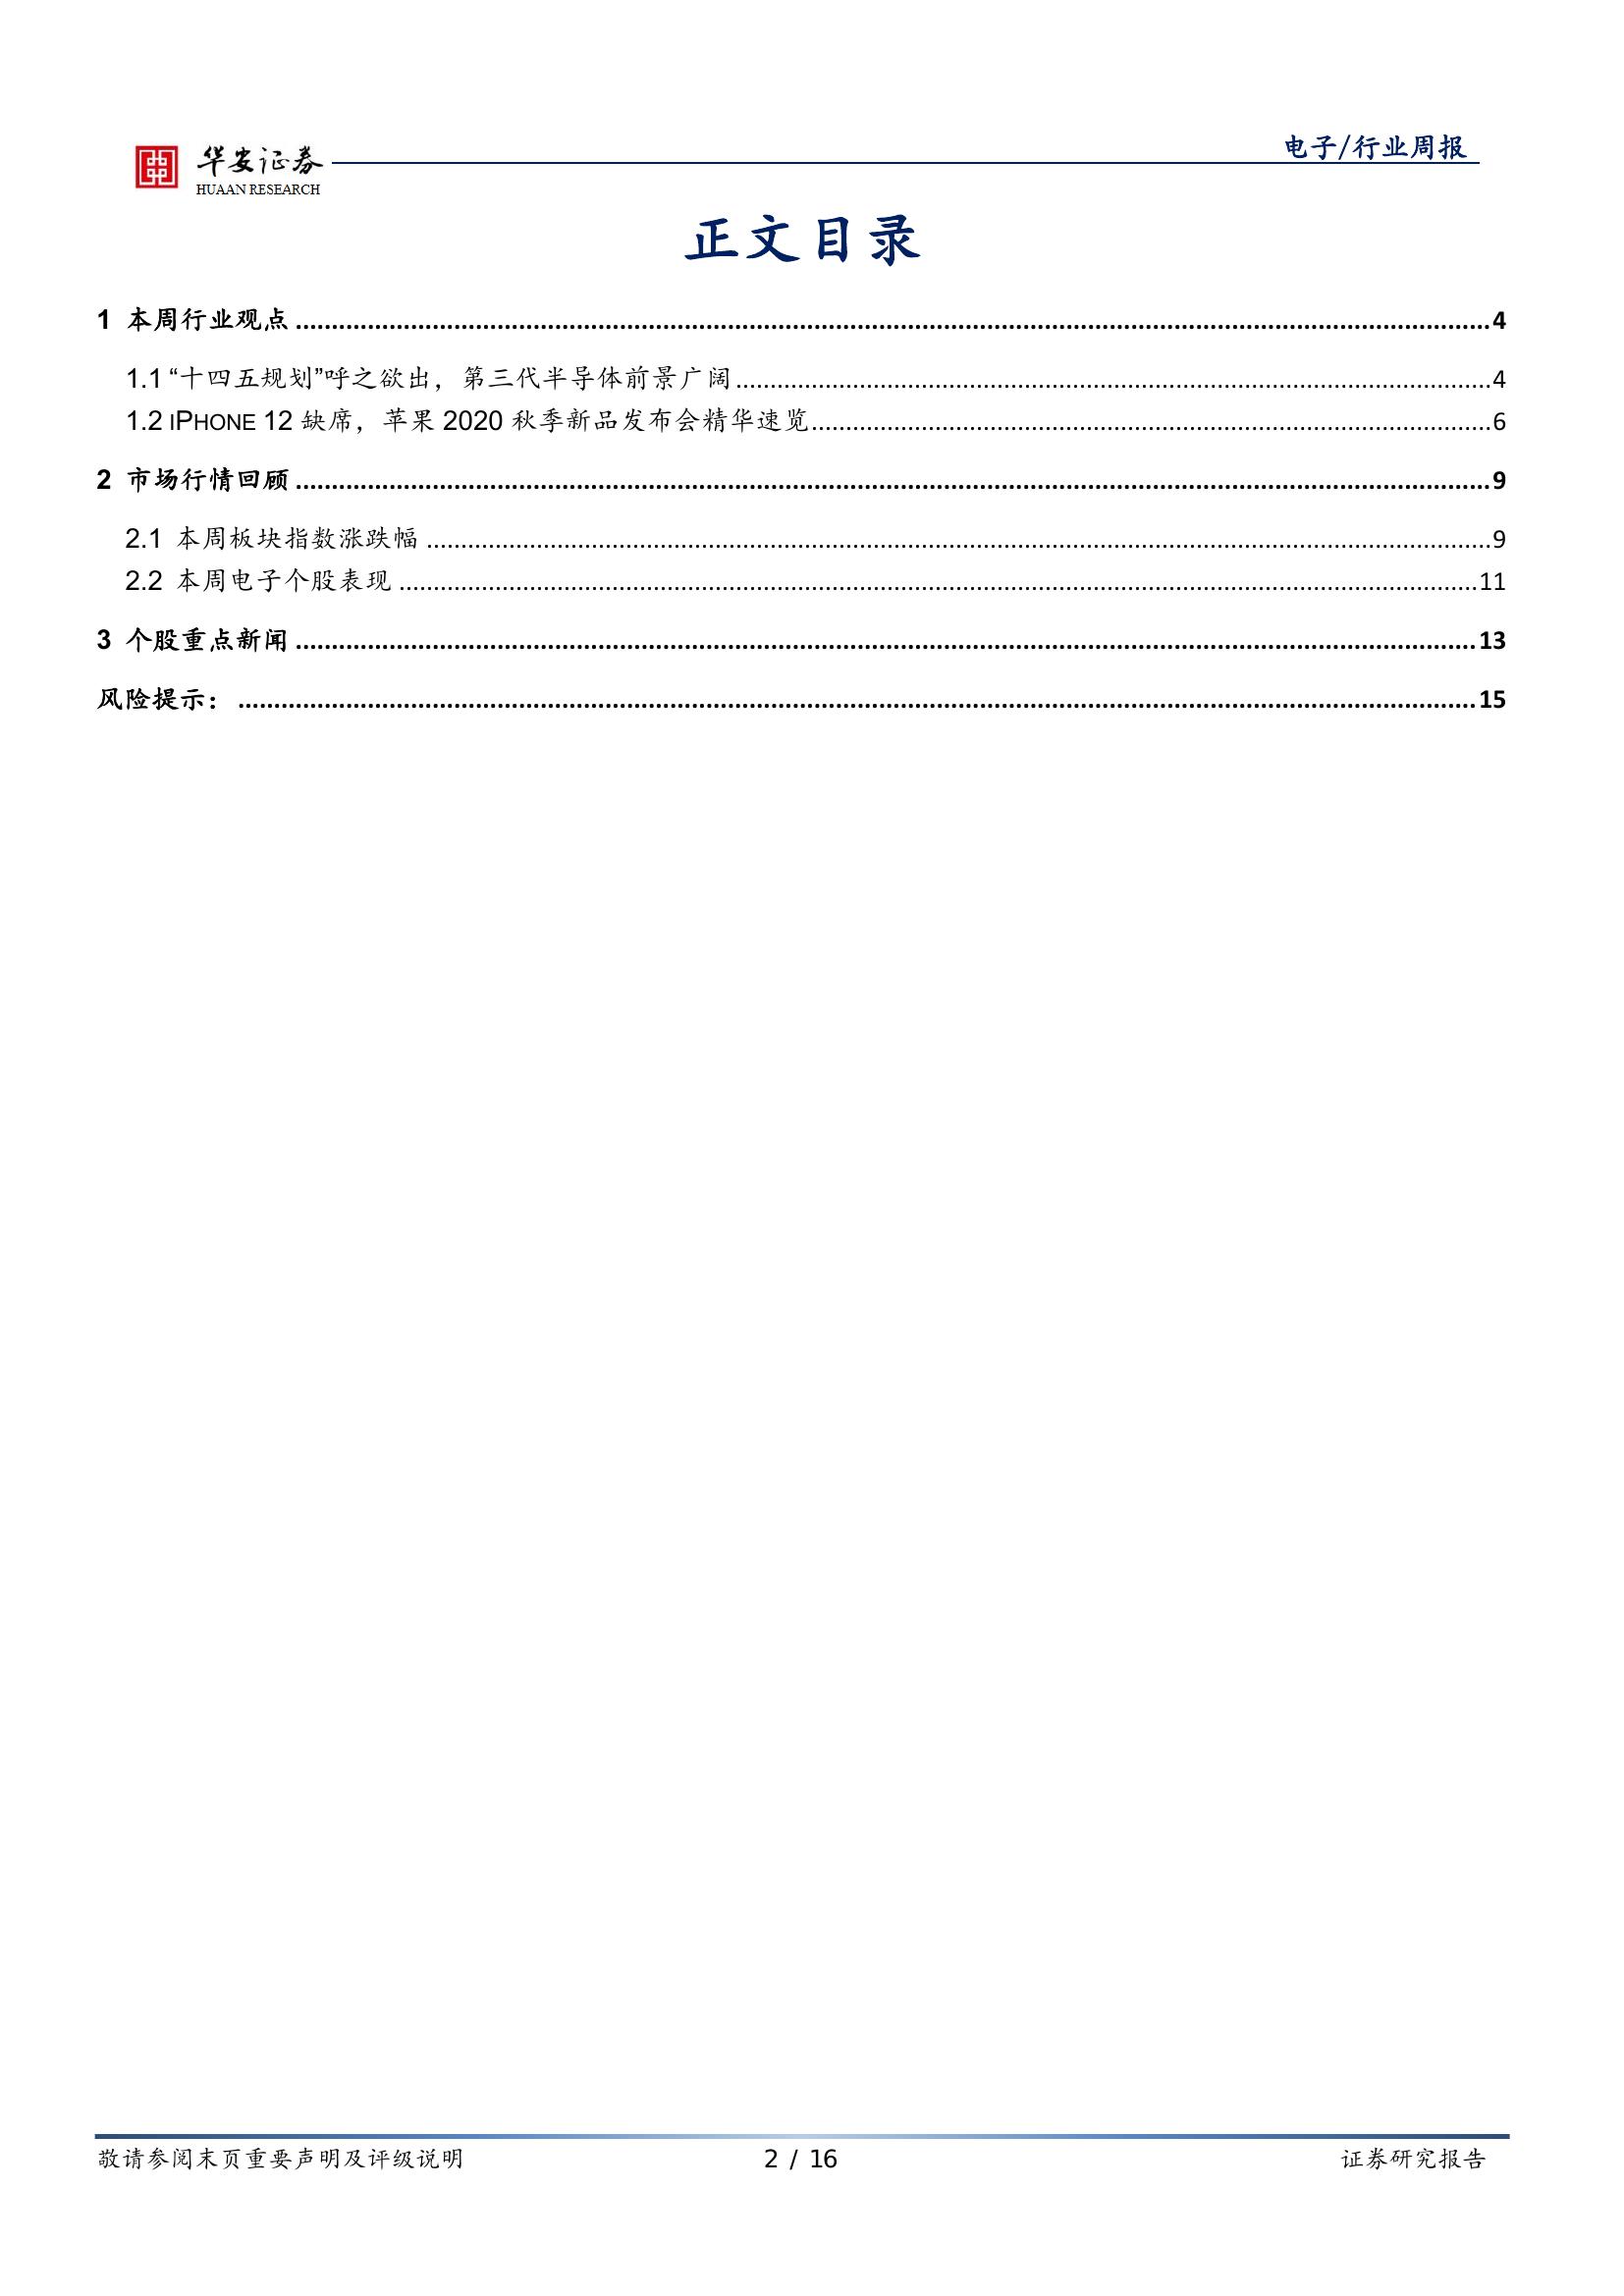 华安证券
HUAAN RESEARCH
电子/行业周报
正文目录
1 本周行业观点 .......... 4
1.1 “十四五规划”呼之欲出，第三代半导体前景广阔 .......... 4
1.2 IPHONE 12 缺席，苹果 2020 秋季新品发布会精华速览 .......... 6
2 市场行情回顾 .......... 9
2.1 本周板块指数涨跌幅 .......... 9
2.2 本周电子个股表现 .......... 11
3 个股重点新闻 .......... 13
风险提示： .......... 15
敬请参阅末页重要声明及评级说明 2 / 16 证券研究报告